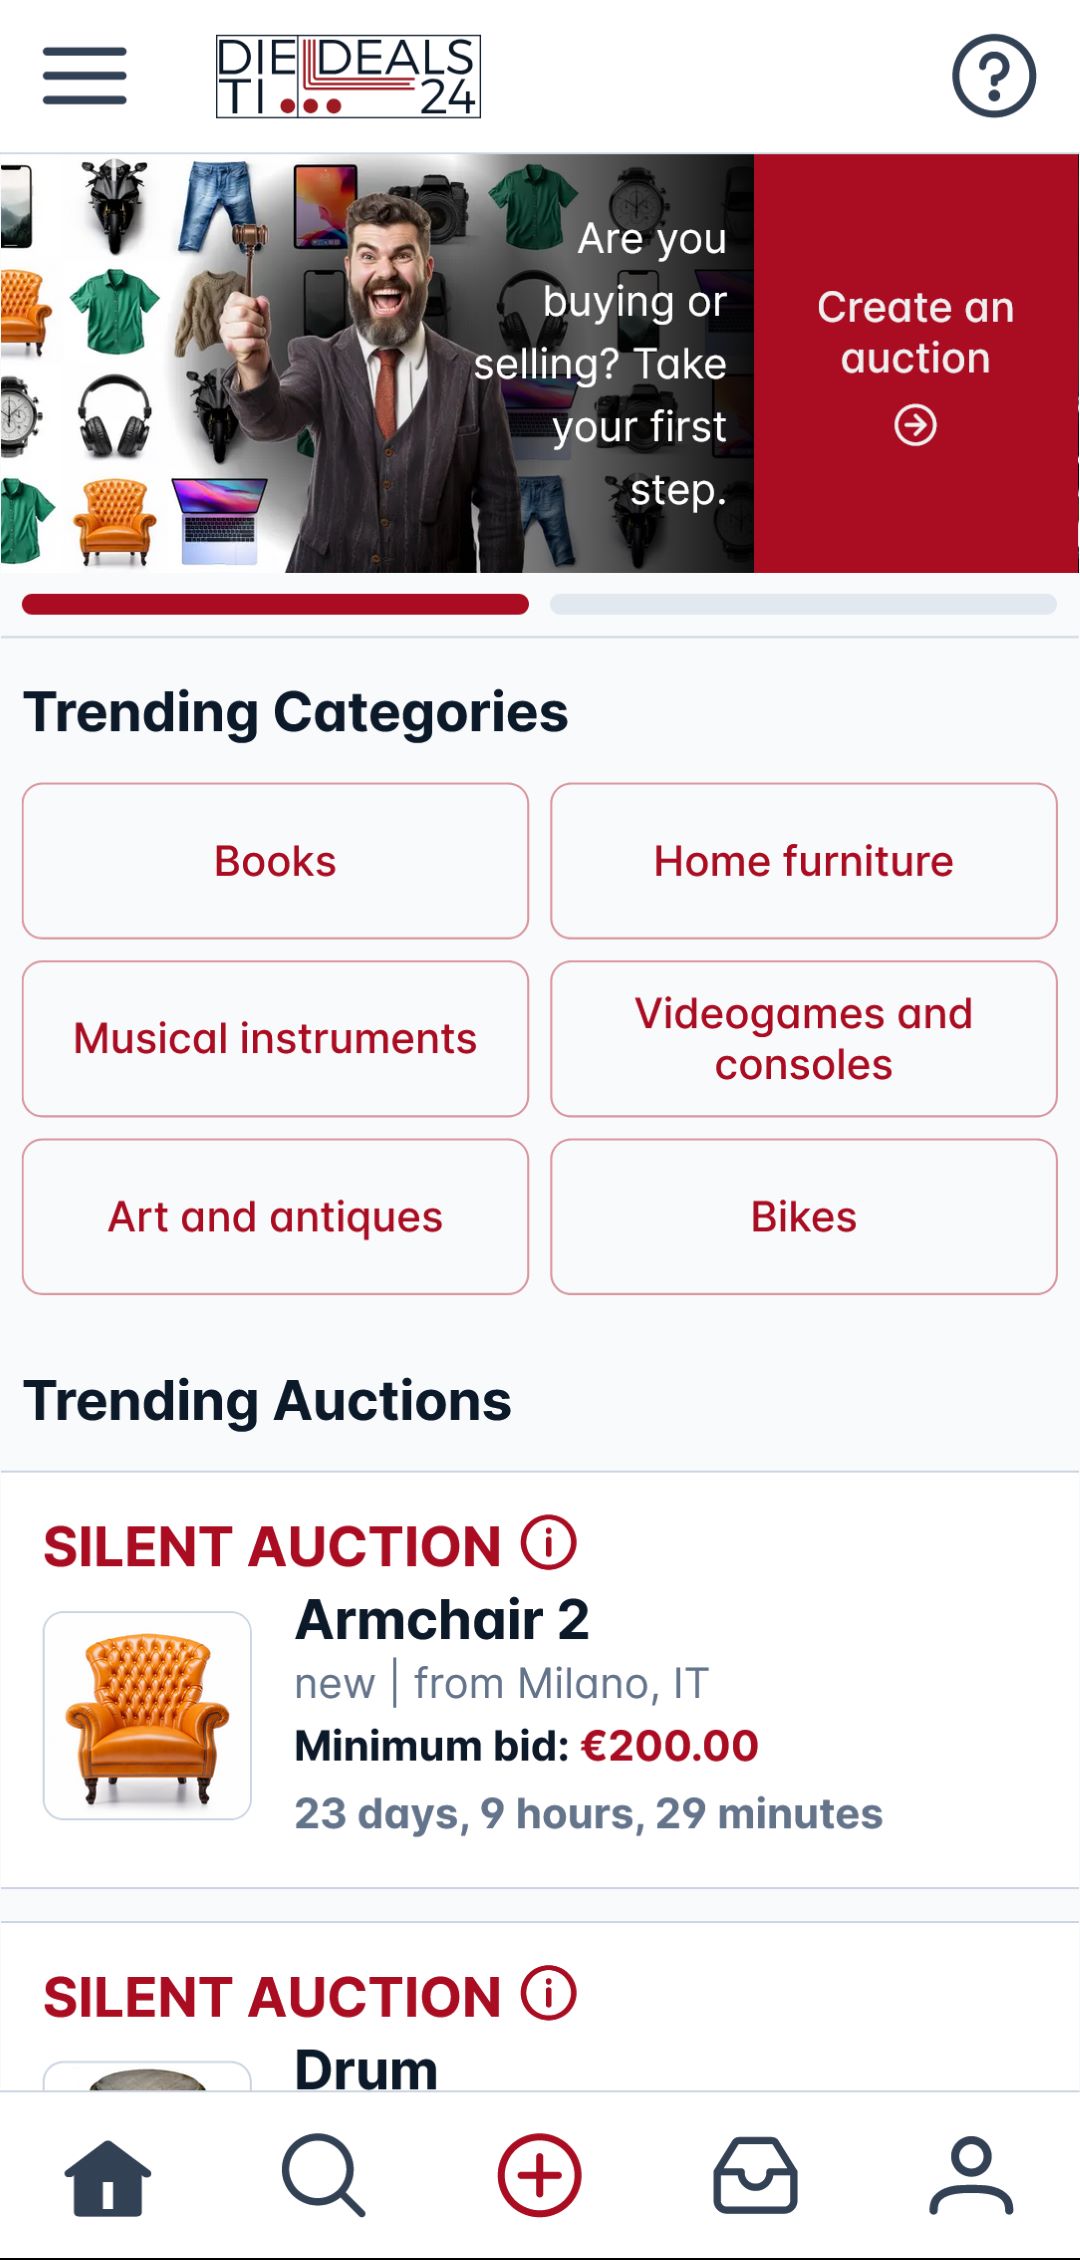 DIE DEALS
TI ... 24
Are you
buying or
selling? Take
your first
step.
Create an
auction
Trending Categories
Books
Home furniture
Musical instruments
Videogames and
consoles
Art and antiques
Bikes
Trending Auctions
SILENT AUCTION
Armchair 2
new | from Milano, IT
Minimum bid: €200.00
23 days, 9 hours, 29 minutes
SILENT AUCTION
Drum